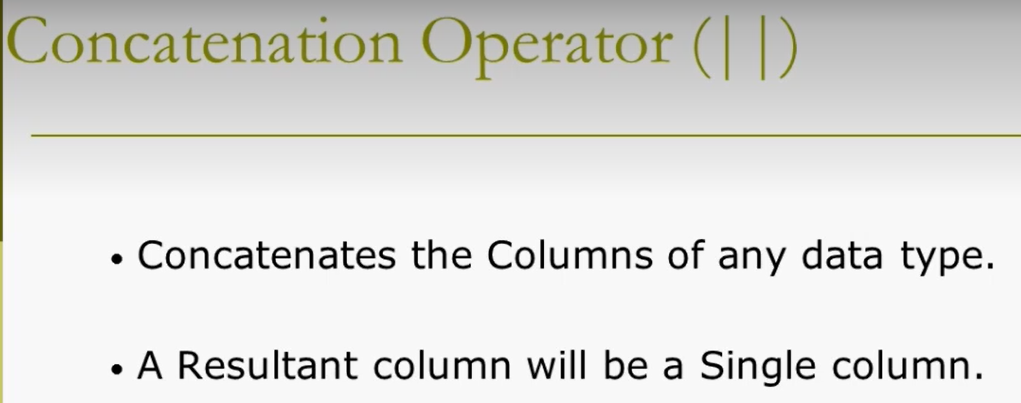 Concatenation Operator (||)
• Concatenates the Columns of any data type.
• A Resultant column will be a Single column.